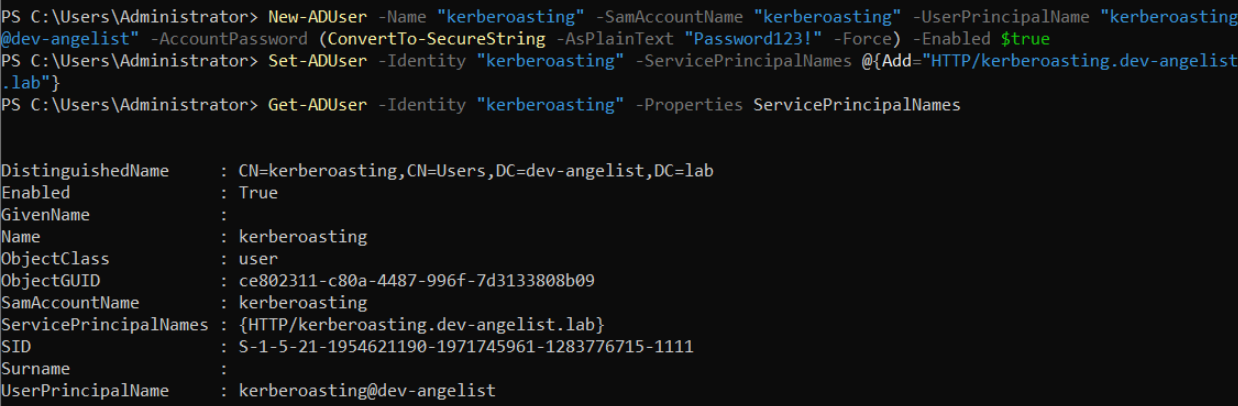 PS C:\Users\Administrator> New-ADUser -Name "kerberoasting" -SamAccountName "kerberoasting" -UserPrincipalName "kerberoasting
@dev-angelist" -AccountPassword (ConvertTo-SecureString -AsPlainText "Password123!" -Force) -Enabled $true
PS C:\Users\Administrator> Set-ADUser -Identity "kerberoasting" -ServicePrincipalNames @{Add="HTTP/kerberoasting.dev-angelist
.lab"}
PS C:\Users\Administrator> Get-ADUser -Identity "kerberoasting" -Properties ServicePrincipalNames
DistinguishedName     : CN=kerberoasting,CN=Users,DC=dev-angelist,DC=lab
Enabled               : True
GivenName             :
Name                  : kerberoasting
ObjectClass           : user
ObjectGUID            : ce802311-c80a-4487-996f-7d3133808b09
SamAccountName        : kerberoasting
ServicePrincipalNames : {HTTP/kerberoasting.dev-angelist.lab}
SID                   : S-1-5-21-1954621190-1971745961-1283776715-1111
Surname               :
UserPrincipalName     : kerberoasting@dev-angelist